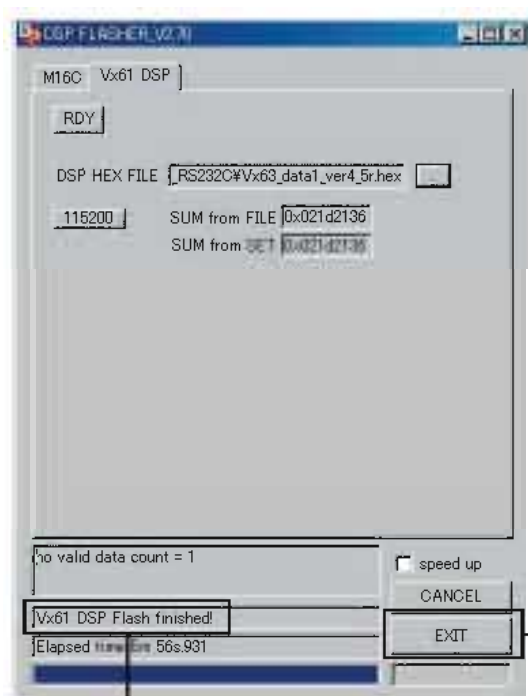 DSP FLASHER_V2.70
M16C Vx61 DSP
RDY
DSP HEX FILE _RS232C¥Vx63_data1_ver4_5r.hex ...
115200 SUM from FILE 0x021d2136
SUM from SET 0x021d2136
no valid data count = 1
speed up
CANCEL
Vx61 DSP Flash finished!
EXIT
Elapsed 56s.931